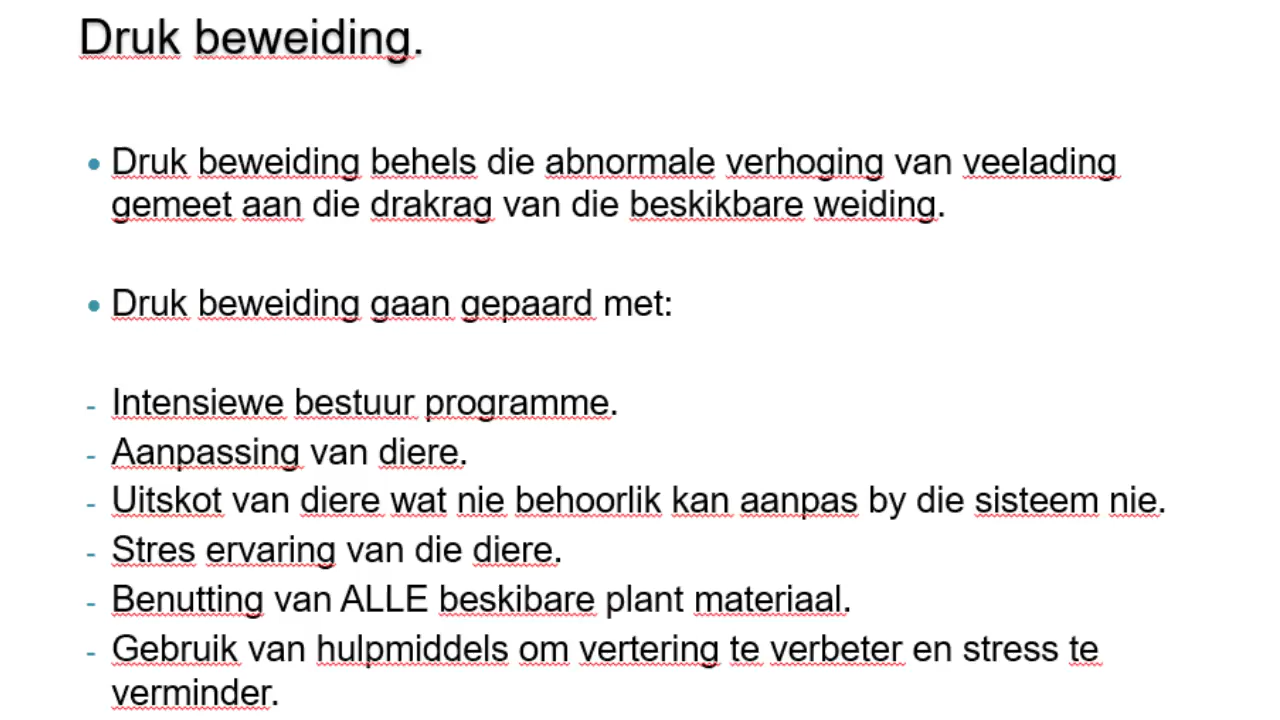 Druk beweiding.
• Druk beweiding behels die abnormale verhoging van veelading
gemeet aan die drakrag van die beskikbare weiding.
• Druk beweiding gaan gepaard met:
- Intensiewe bestuur programme.
- Aanpassing van diere.
- Uitskot van diere wat nie behoorlik kan aanpas by die sisteem nie.
- Stres ervaring van die diere.
- Benutting van ALLE beskibare plant materiaal.
- Gebruik van hulpmiddels om vertering te verbeter en stress te
verminder.